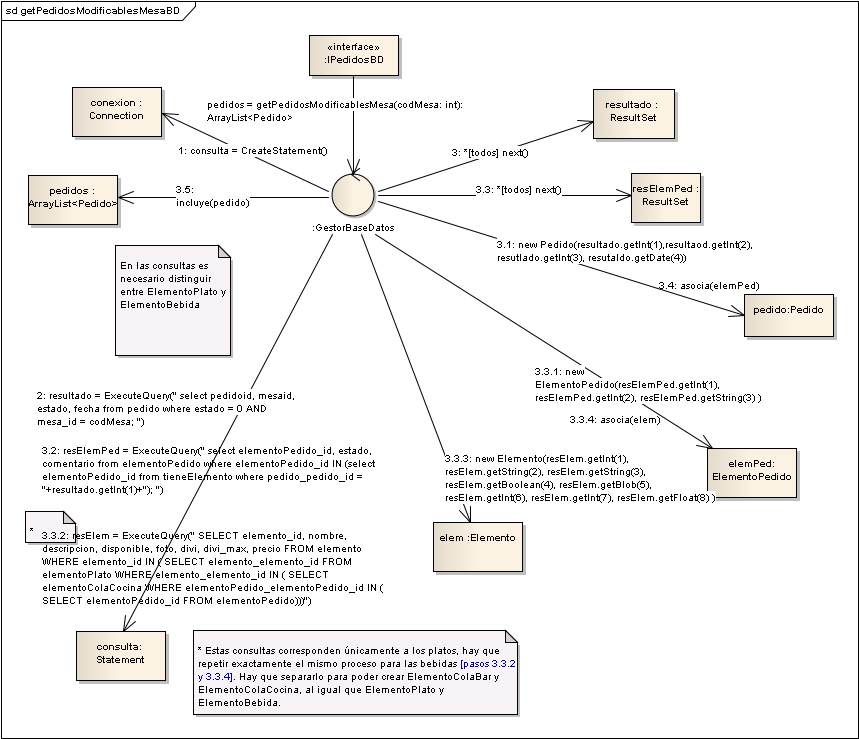 sd getPedidosModificablesMesaBD
«interface»
:IPedidosBD
conexion :
Connection
pedidos = getPedidosModificablesMesa(codMesa: int):
ArrayList<Pedido>
resultado :
ResultSet
1: consulta = CreateStatement()
3: *[todos] next()
pedidos :
ArrayList<Pedido>
3.5:
incluye(pedido)
3.3: *[todos] next()
resElemPed :
ResultSet
:GestorBaseDatos
3.1: new Pedido(resultado.getInt(1),resultaod.getInt(2),
resutlado.getInt(3), resutaldo.getDate(4))
En las consultas es
necesario distinguir
entre ElementoPlato y
ElementoBebida
3.4: asocia(elemPed)
pedido:Pedido
3.3.1: new
ElementoPedido(resElemPed.getInt(1),
resElemPed.getInt(2), resElemPed.getString(3) )
2: resultado = ExecuteQuery(" select pedidoid, mesaid,
estado, fecha from pedido where estado = 0 AND
mesa_id = codMesa; ")
3.3.4: asocia(elem)
3.2: resElemPed = ExecuteQuery(" select elementoPedido_id, estado,
comentario from elementoPedido where elementoPedido_id IN (select
elementoPedido_id from tieneElemento where pedido_pedido_id =
"+resultado.getInt(1)+"); ")
3.3.3: new Elemento(resElem.getInt(1),
resElem.getString(2), resElem.getString(3),
resElem.getBoolean(4), resElem.getBlob(5),
resElem.getInt(6), resElem.getInt(7), resElem.getFloat(8) )
elemPed:
ElementoPedido
*
3.3.2: resElem = ExecuteQuery(" SELECT elemento_id, nombre,
descripcion, disponible, foto, divi, divi_max, precio FROM elemento
WHERE elemento_id IN ( SELECT elemento_elemento_id FROM
elementoPlato WHERE elemento_elemento_id IN ( SELECT
elementoColaCocina WHERE elementoPedido_elementoPedido_id IN (
SELECT elementoPedido_id FROM elementoPedido)))")
elem :Elemento
consulta:
Statement
* Estas consultas corresponden únicamente a los platos, hay que
repetir exactamente el mismo proceso para las bebidas [pasos 3.3.2
y 3.3.4]. Hay que separarlo para poder crear ElementoColaBar y
ElementoColaCocina, al igual que ElementoPlato y
ElementoBebida.